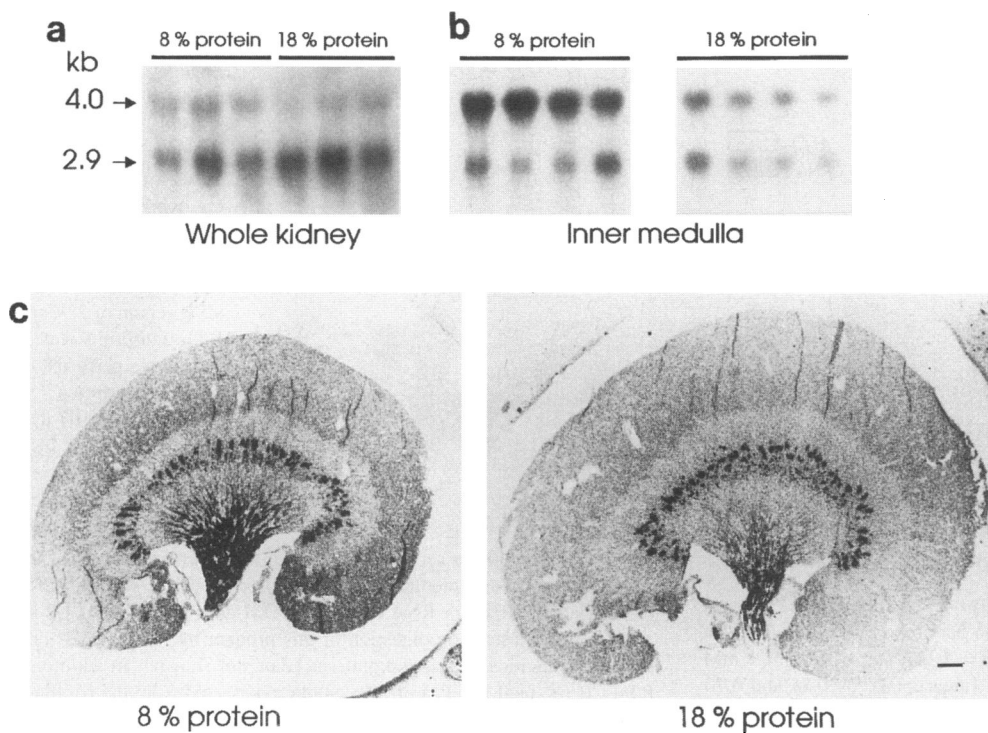 a
8 % protein 18 % protein
kb
4.0
2.9
Whole kidney
b
8 % protein 18 % protein
Inner medulla
c
8 % protein
18 % protein